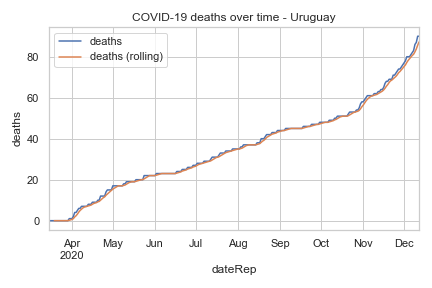 COVID-19 deaths over time - Uruguay
deaths
deaths (rolling)
80
60
40
20
0
deaths
Apr May Jun Jul Aug Sep Oct Nov Dec
2020
dateRep